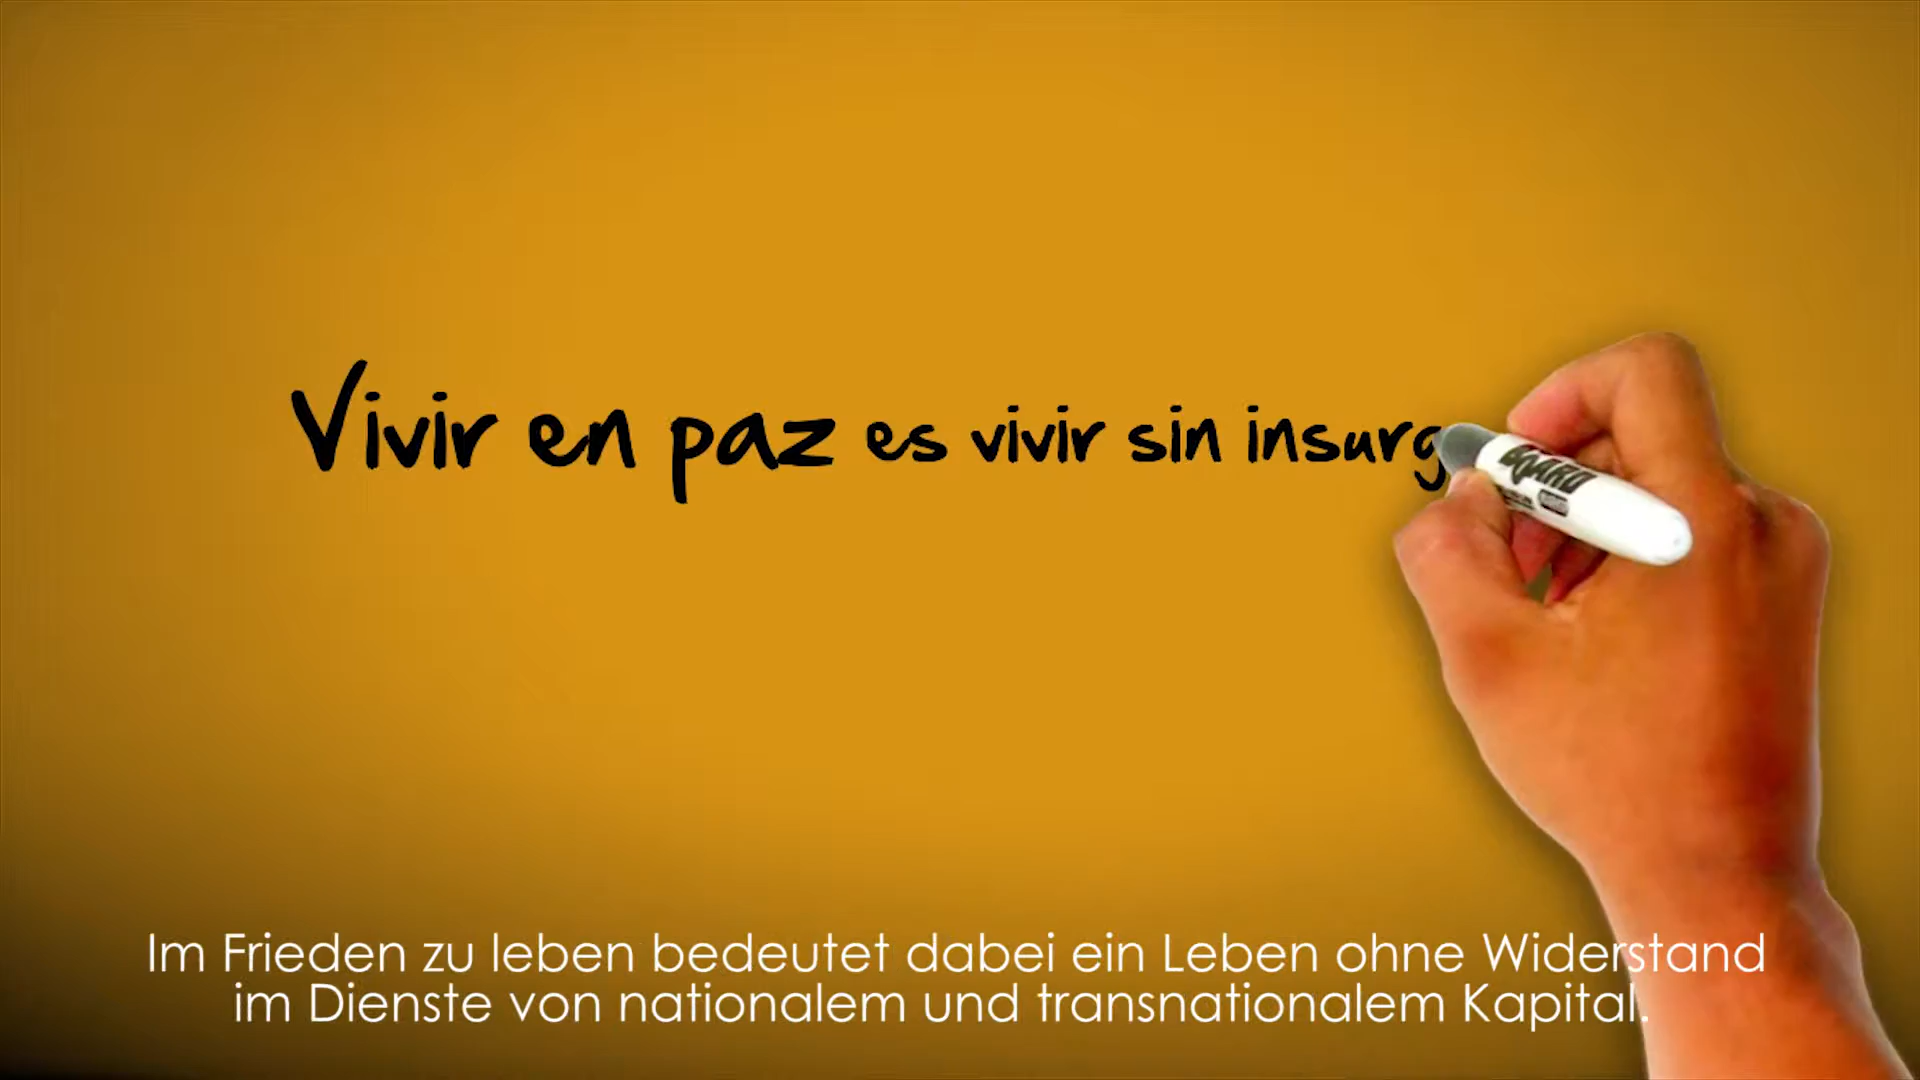 Vivir en paz es vivir sin insurg
BOARD
Im Frieden zu leben bedeutet dabei ein Leben ohne Widerstand
im Dienste von nationalem und transnationalem Kapital.